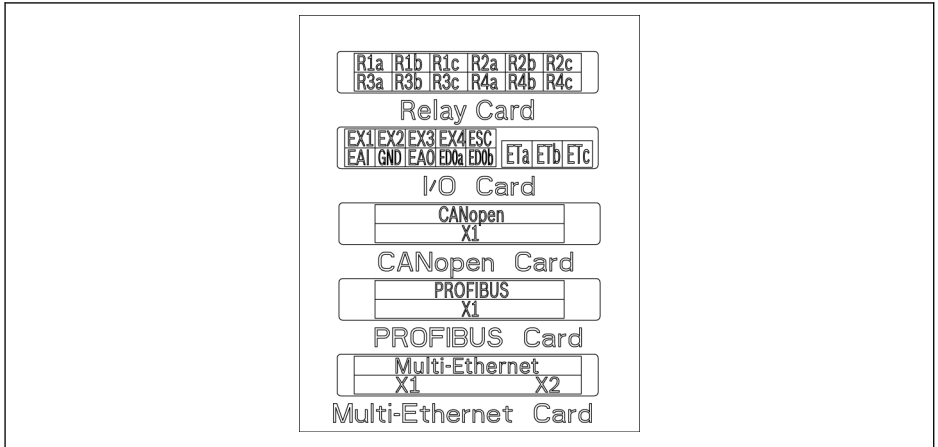 R1a R1b R1c R2a R2b R2c
R3a R3b R3c R4a R4b R4c
Relay Card
EX1 EX2 EX3 EX4 ESC
EAI GND EAO EDOa EDOb ETa ETb ETc
I/O Card
CANopen
X1
CANopen Card
PROFIBUS
X1
PROFIBUS Card
Multi-Ethernet
X1 X2
Multi-Ethernet Card